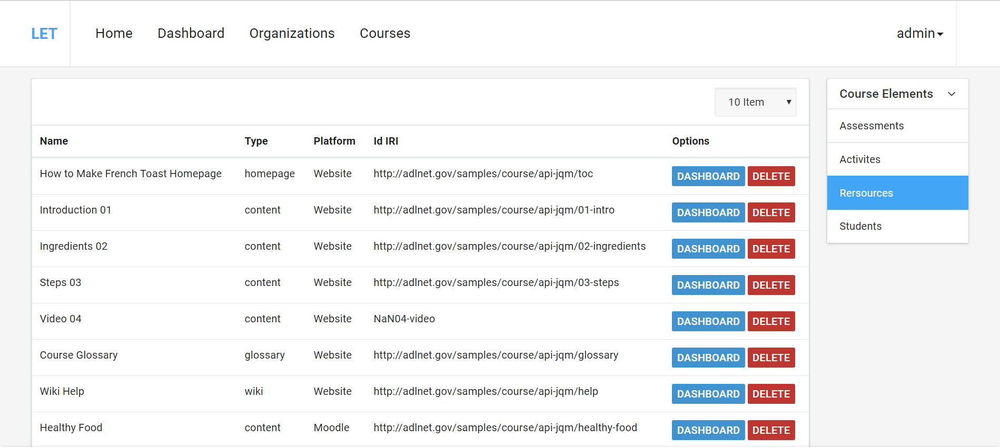 LET Home Dashboard Organizations Courses admin
10 Item
Name Type Platform Id IRI Options
How to Make French Toast Homepage homepage Website http://adlnet.gov/samples/course/api-jqm/toc DASHBOARD DELETE
Introduction 01 content Website http://adlnet.gov/samples/course/api-jqm/01-intro DASHBOARD DELETE
Ingredients 02 content Website http://adlnet.gov/samples/course/api-jqm/02-ingredients DASHBOARD DELETE
Steps 03 content Website http://adlnet.gov/samples/course/api-jqm/03-steps DASHBOARD DELETE
Video 04 content Website NaN04-video DASHBOARD DELETE
Course Glossary glossary Website http://adlnet.gov/samples/course/api-jqm/glossary DASHBOARD DELETE
Wiki Help wiki Website http://adlnet.gov/samples/course/api-jqm/help DASHBOARD DELETE
Healthy Food content Moodle http://adlnet.gov/samples/course/api-jqm/healthy-food DASHBOARD DELETE
Course Elements
Assessments
Activites
Rersources
Students